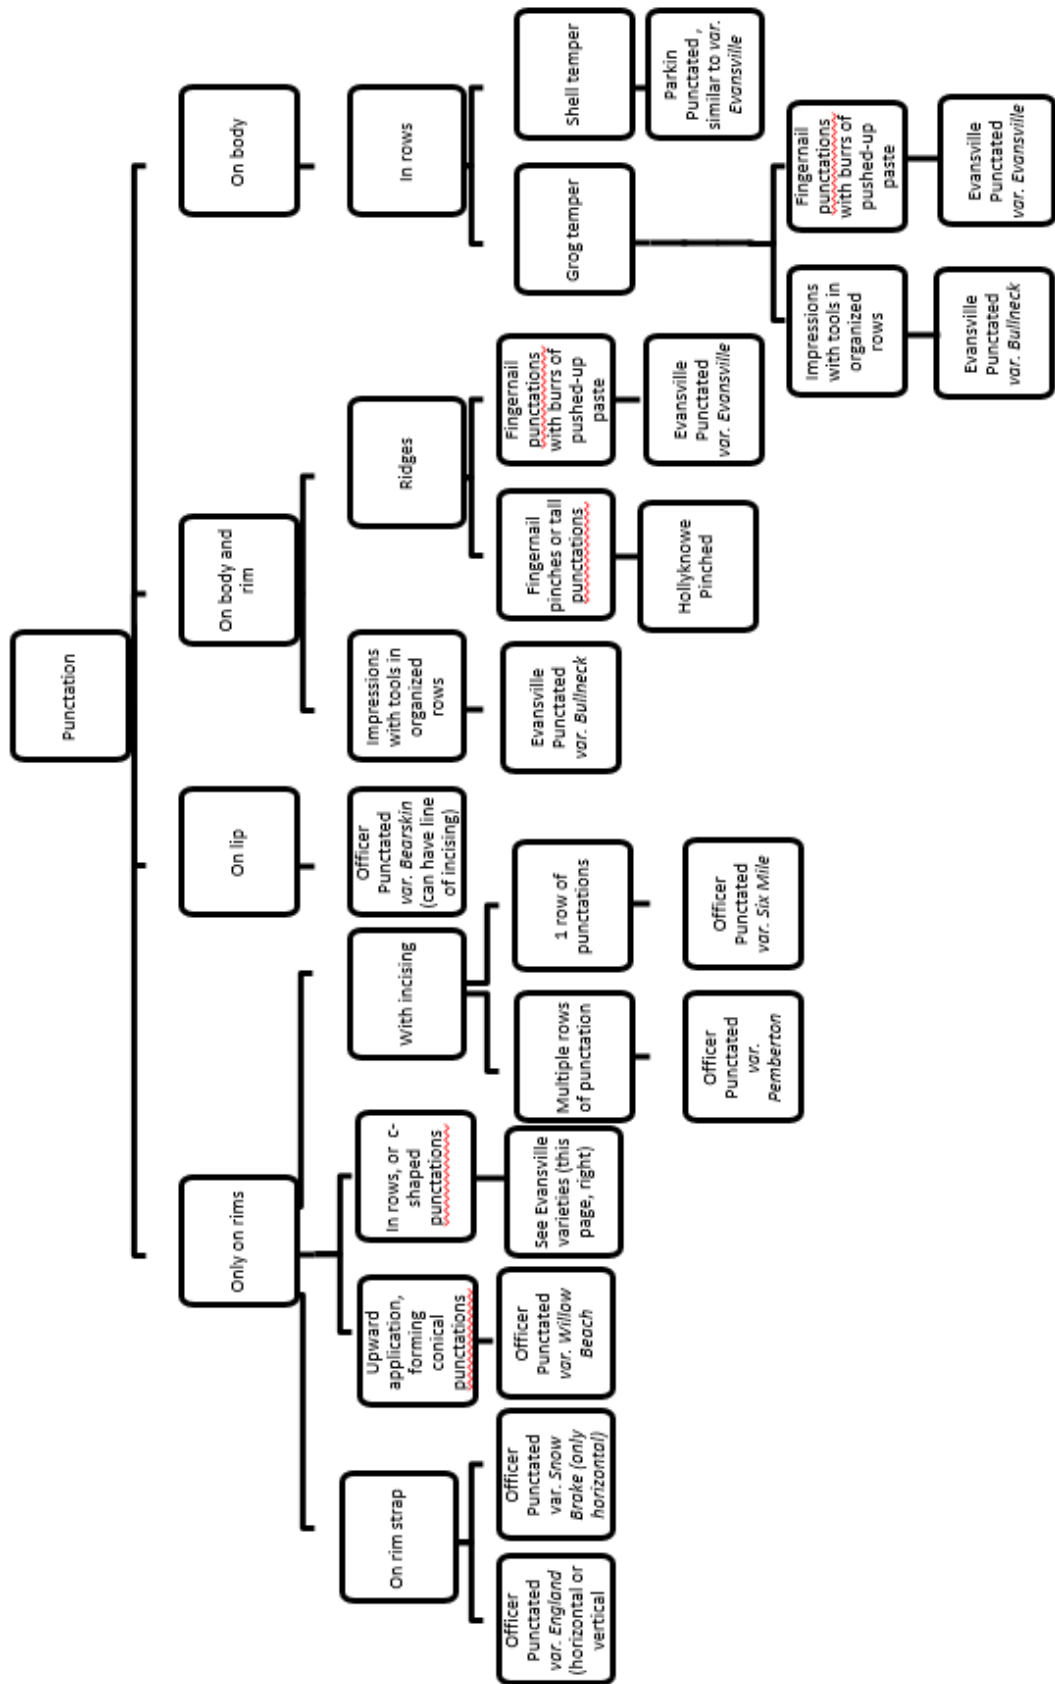 Punctation
Only on rims
On lip
On body and
rim
On body
On rim strap
Upward
application,
forming
conical
punctations
In rows, or c-
shaped
punctations
With incising
Officer
Punctated
var. Bearskin
(can have line
of incising)
Impressions
with tools in
organized
rows
Ridges
In rows
Officer
Punctated
var. England
(horizontal or
vertical
Officer
Punctated
var. Snow
Brake (only
horizontal)
Officer
Punctated
var. Willow
Beach
See Evansville
varieties (this
page, right)
Multiple rows
of punctation
1 row of
punctations
Evansville
Punctated
var. Bullneck
Fingernail
pinches or tall
punctations
Fingernail
punctations
with burrs of
pushed-up
paste
Grog temper
Shell temper
Officer
Punctated
var.
Pemberton
Officer
Punctated
var. Six Mile
Hollyknowe
Pinched
Evansville
Punctated
var. Evansville
Parkin
Punctated ,
similar to var.
Evansville
Impressions
with tools in
organized
rows
Fingernail
punctations
with burrs of
pushed-up
paste
Evansville
Punctated
var. Bullneck
Evansville
Punctated
var. Evansville